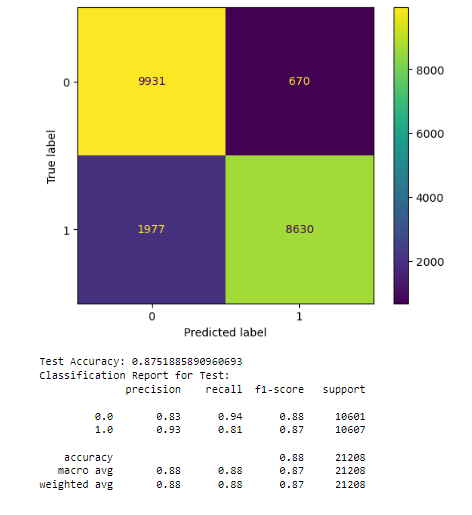 0
9931
670
8000
6000
True label
1
1977
8630
4000
2000
0
1
Predicted label
Test Accuracy: 0.8751885890960693
Classification Report for Test:
precision recall f1-score support
0.0 0.83 0.94 0.88 10601
1.0 0.93 0.81 0.87 10607
accuracy 0.88 21208
macro avg 0.88 0.88 0.87 21208
weighted avg 0.88 0.88 0.87 21208